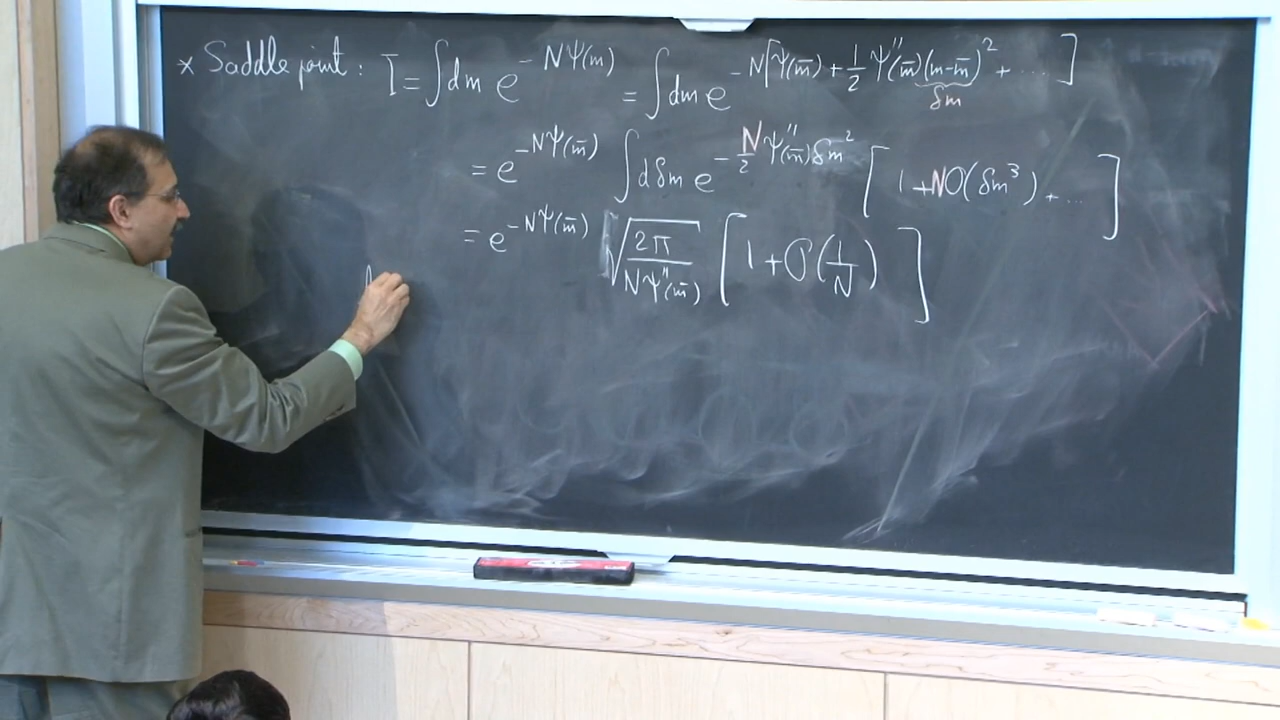 × Saddle point : I = ∫dm e^{-NΨ(m)} = ∫dm e^{-N[Ψ(m̄) + ½ Ψ''(m̄)(m-m̄)² + ....]} δm
= e^{-NΨ(m̄)} ∫dδm e^{-N/2 Ψ''(m̄)δm²} [1 + NO(δm³) + ...]
= e^{-NΨ(m̄)} √(2π / NΨ''(m̄)) [1 + O(1/N)]